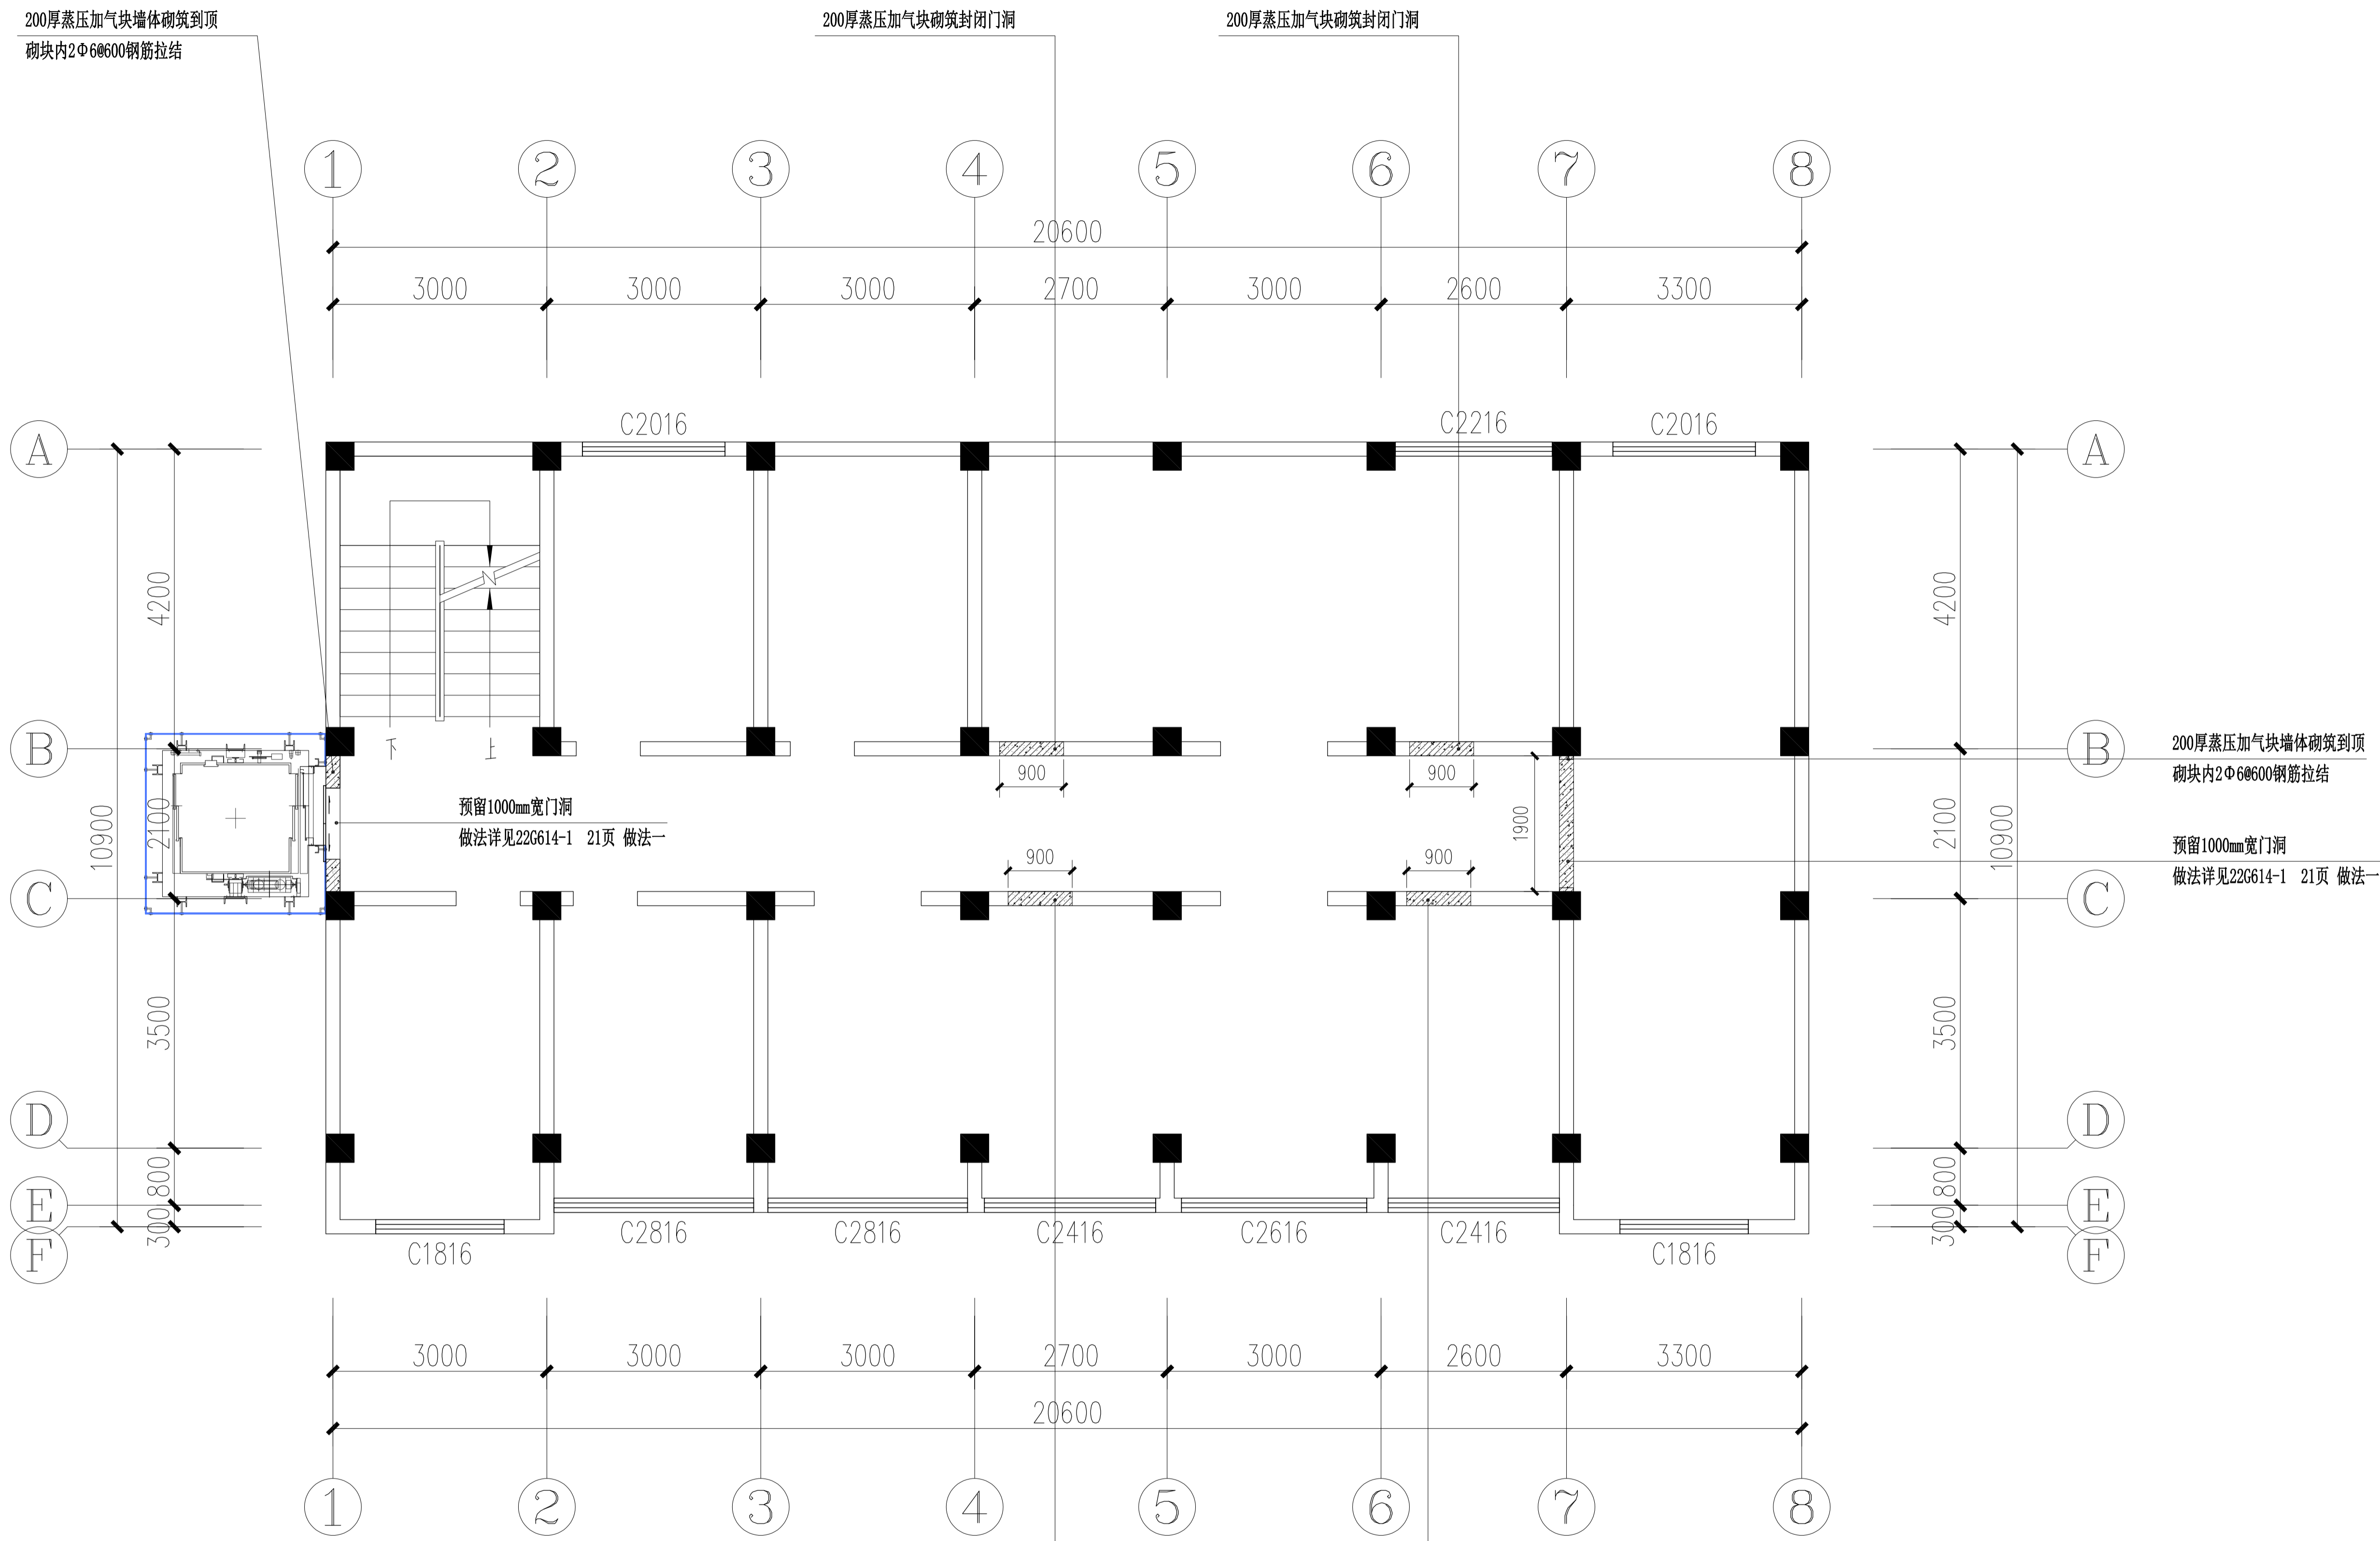 200厚蒸压加气块墙体砌筑到顶
砌块内2Φ6@600钢筋拉结
200厚蒸压加气块砌筑封闭门洞
200厚蒸压加气块砌筑封闭门洞
1
2
3
4
5
6
7
8
20600
3000
3000
3000
2700
3000
2600
3300
C2016
C2216
C2016
A
A
4200
4200
B
B
下
上
200厚蒸压加气块墙体砌筑到顶
砌块内2Φ6@600钢筋拉结
900
900
预留1000mm宽门洞
做法详见22G614-1 21页 做法一
10900
2100
1900
2100
10900
预留1000mm宽门洞
做法详见22G614-1 21页 做法一
900
900
C
C
3500
3500
D
D
800
800
E
E
300
300
F
F
C2816
C2816
C2416
C2616
C2416
C1816
C1816
3000
3000
3000
2700
3000
2600
3300
20600
1
2
3
4
5
6
7
8